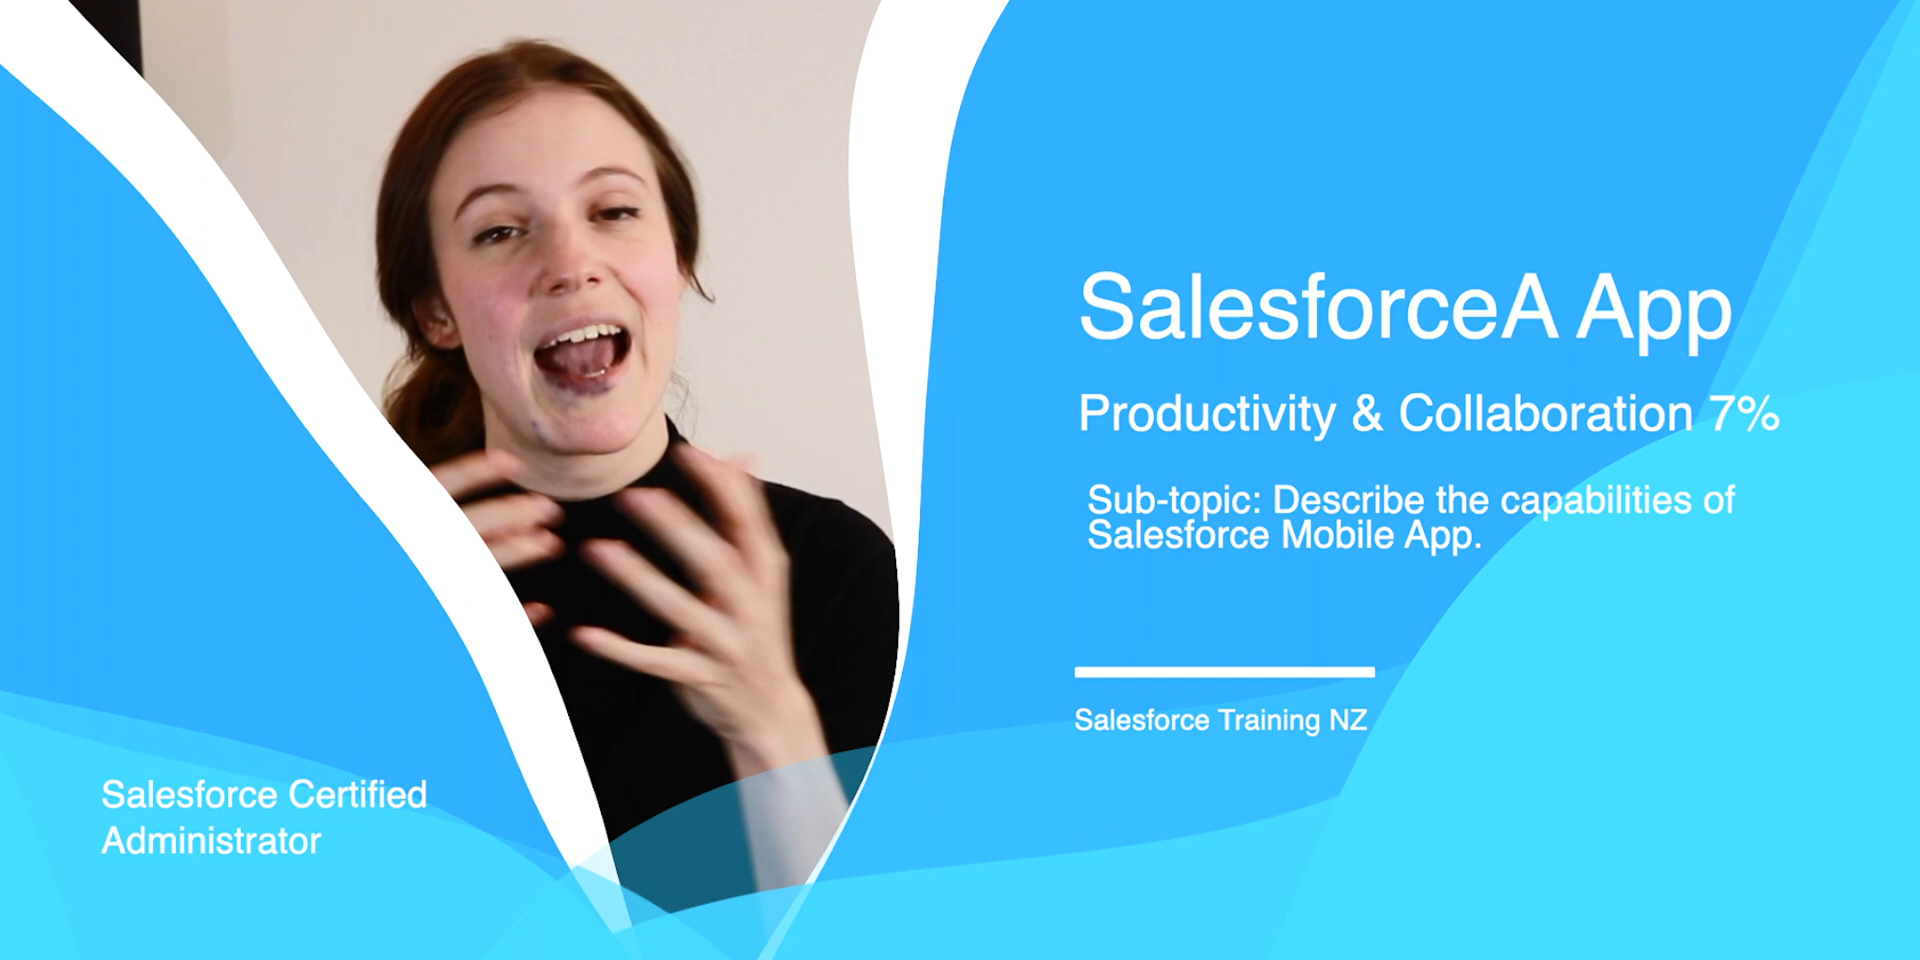 SalesforceA App
Productivity & Collaboration 7%
Sub-topic: Describe the capabilities of
Salesforce Mobile App.
Salesforce Training NZ
Salesforce Certified
Administrator